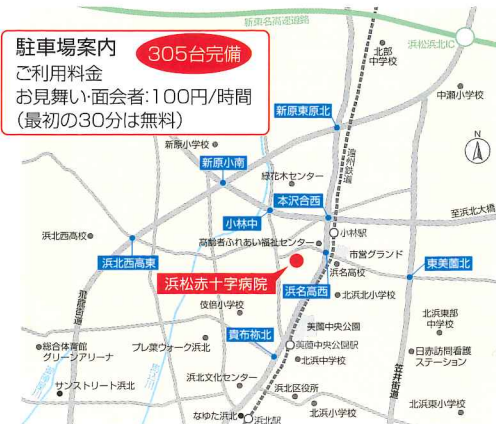 駐車場案内
305台完備
ご利用料金
お見舞い・面会者:100円/時間
(最初の30分は無料)
新東名高速道路
浜松浜北IC
北部
中学校
中瀬小学校
N
新原東原北
新原小学校
新原小南
遠州鉄道
緑花木センター
本沢合西
小林中
至浜北大橋
小林駅
浜北西高校
高齢者ふれあい福祉センター
市営グランド
浜北西高東
浜松赤十字病院
浜名高校
東美薗北
浜名高西
北浜北小学校
飛龍街道
伎倍小学校
美薗中央公園
北浜東部
中学校
貴布祢北
美薗中央公園駅
総合体育館
グリーンアリーナ
プレ葉ウォーク浜北
北浜中学校
日赤訪問看護
ステーション
笠井街道
サンストリート浜北
浜北文化センター
浜北区役所
なゆた浜北
浜北駅
北浜小学校
北浜東小学校